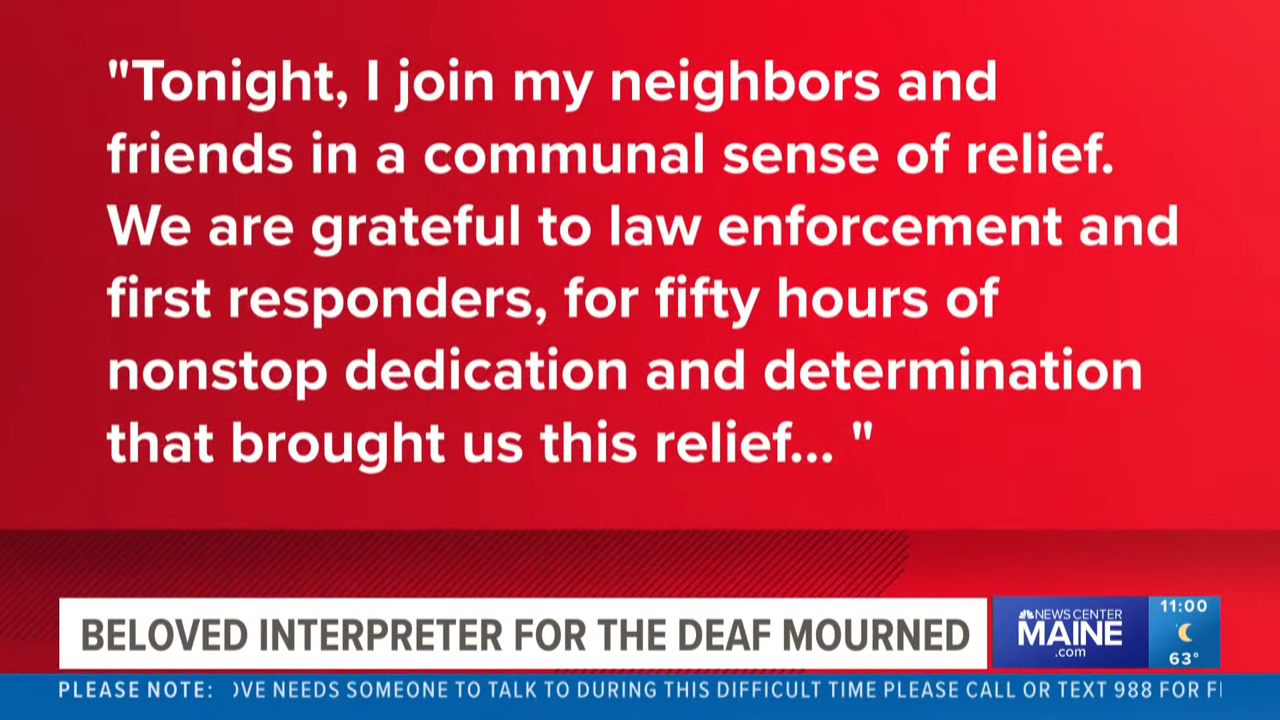 "Tonight, I join my neighbors and
friends in a communal sense of relief.
We are grateful to law enforcement and
first responders, for fifty hours of
nonstop dedication and determination
that brought us this relief... "
BELOVED INTERPRETER FOR THE DEAF MOURNED
NEWS CENTER
MAINE
.com
11:00
63°
PLEASE NOTE: OVE NEEDS SOMEONE TO TALK TO DURING THIS DIFFICULT TIME PLEASE CALL OR TEXT 988 FOR